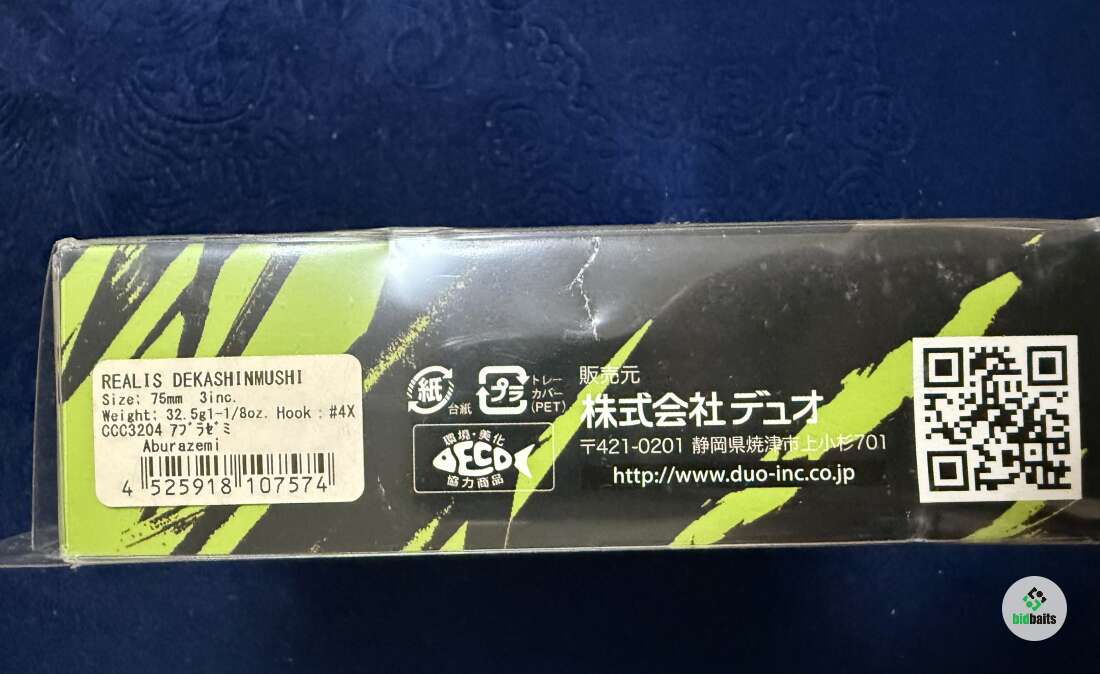 REALIS DEKASHINMUSHI
Size: 75mm 3inc.
Weight: 32.5g1-1/8oz. Hook : #4X
CCC3204 ｱﾌﾞﾗｾﾞﾐ
Aburazemi
4 525918 107574
紙
台紙
プラ
トレー
カバー
(PET)
環境・美化
ECO
協力商品
販売元
株式会社デュオ
〒421-0201 静岡県焼津市上小杉701
http://www.duo-inc.co.jp
bidbaits